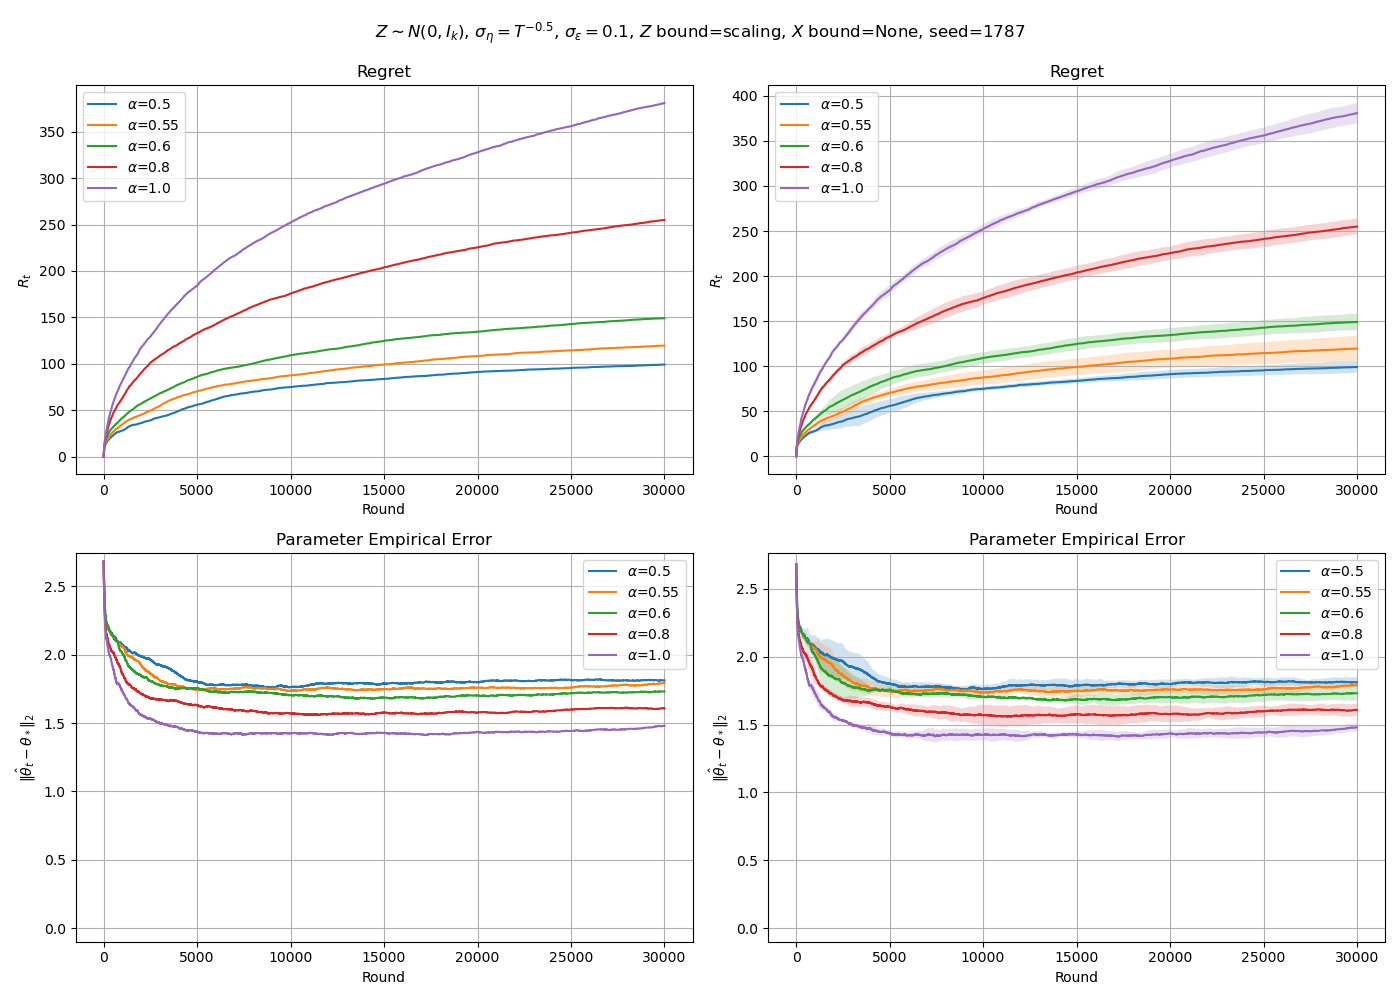 Z ∼ N(0, I_k), σ_η = T^{−0.5}, σ_ε = 0.1, Z bound=scaling, X bound=None, seed=1787
Regret
α=0.5
α=0.55
α=0.6
α=0.8
α=1.0
350
300
250
200
150
100
50
0
R_t
0 5000 10000 15000 20000 25000 30000
Round
Regret
α=0.5
α=0.55
α=0.6
α=0.8
α=1.0
400
350
300
250
200
150
100
50
0
R_t
0 5000 10000 15000 20000 25000 30000
Round
Parameter Empirical Error
α=0.5
α=0.55
α=0.6
α=0.8
α=1.0
2.5
2.0
1.5
1.0
0.5
0.0
‖θ̂_t − θ_*‖_2
0 5000 10000 15000 20000 25000 30000
Round
Parameter Empirical Error
α=0.5
α=0.55
α=0.6
α=0.8
α=1.0
2.5
2.0
1.5
1.0
0.5
0.0
‖θ̂_t − θ_*‖_2
0 5000 10000 15000 20000 25000 30000
Round